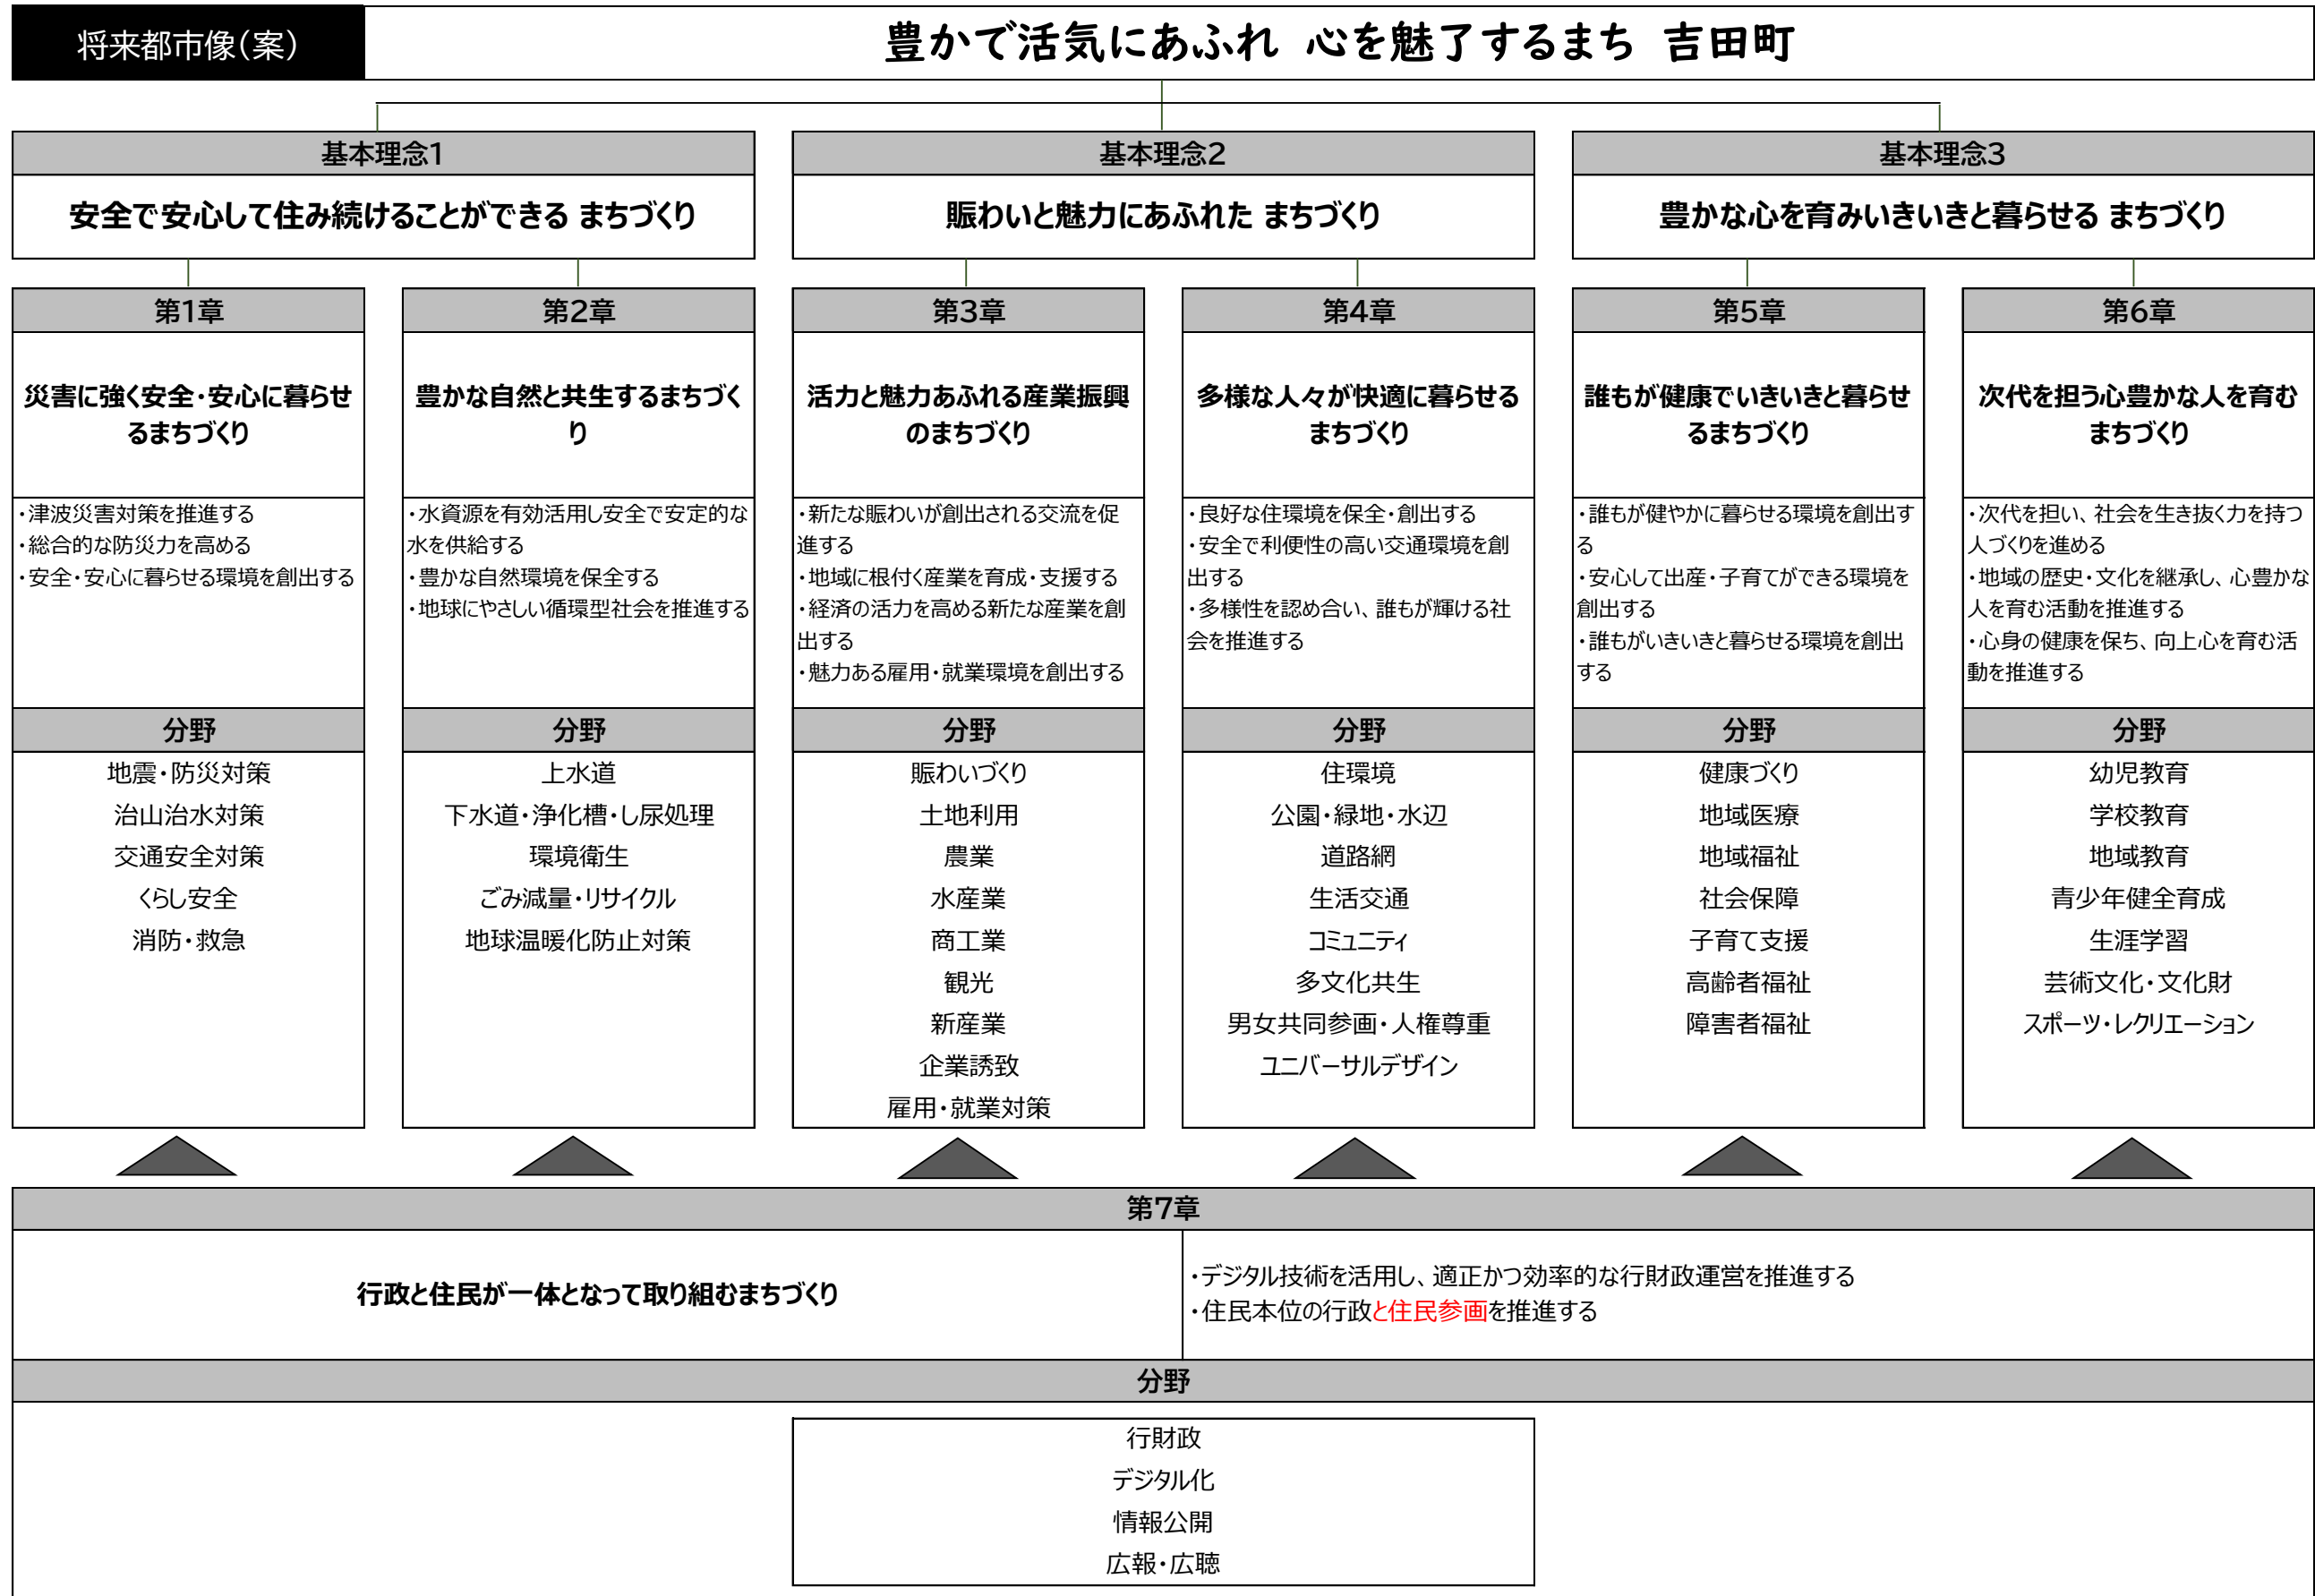 将来都市像(案)
豊かで活気にあふれ 心を魅了するまち 吉田町
基本理念1
安全で安心して住み続けることができる まちづくり
基本理念2
賑わいと魅力にあふれた まちづくり
基本理念3
豊かな心を育みいきいきと暮らせる まちづくり
第1章
災害に強く安全・安心に暮らせ
るまちづくり
・津波災害対策を推進する
・総合的な防災力を高める
・安全・安心に暮らせる環境を創出する
分野
地震・防災対策
治山治水対策
交通安全対策
くらし安全
消防・救急
第2章
豊かな自然と共生するまちづく
り
・水資源を有効活用し安全で安定的な
水を供給する
・豊かな自然環境を保全する
・地球にやさしい循環型社会を推進する
分野
上水道
下水道・浄化槽・し尿処理
環境衛生
ごみ減量・リサイクル
地球温暖化防止対策
第3章
活力と魅力あふれる産業振興
のまちづくり
・新たな賑わいが創出される交流を促
進する
・地域に根付く産業を育成・支援する
・経済の活力を高める新たな産業を創
出する
・魅力ある雇用・就業環境を創出する
分野
賑わいづくり
土地利用
農業
水産業
商工業
観光
新産業
企業誘致
雇用・就業対策
第4章
多様な人々が快適に暮らせる
まちづくり
・良好な住環境を保全・創出する
・安全で利便性の高い交通環境を創
出する
・多様性を認め合い、誰もが輝ける社
会を推進する
分野
住環境
公園・緑地・水辺
道路網
生活交通
コミュニティ
多文化共生
男女共同参画・人権尊重
ユニバーサルデザイン
第5章
誰もが健康でいきいきと暮らせ
るまちづくり
・誰もが健やかに暮らせる環境を創出す
る
・安心して出産・子育てができる環境を
創出する
・誰もがいきいきと暮らせる環境を創出
する
分野
健康づくり
地域医療
地域福祉
社会保障
子育て支援
高齢者福祉
障害者福祉
第6章
次代を担う心豊かな人を育む
まちづくり
・次代を担い、社会を生き抜く力を持つ
人づくりを進める
・地域の歴史・文化を継承し、心豊かな
人を育む活動を推進する
・心身の健康を保ち、向上心を育む活
動を推進する
分野
幼児教育
学校教育
地域教育
青少年健全育成
生涯学習
芸術文化・文化財
スポーツ・レクリエーション
第7章
行政と住民が一体となって取り組むまちづくり
・デジタル技術を活用し、適正かつ効率的な行財政運営を推進する
・住民本位の行政と住民参画を推進する
分野
行財政
デジタル化
情報公開
広報・広聴